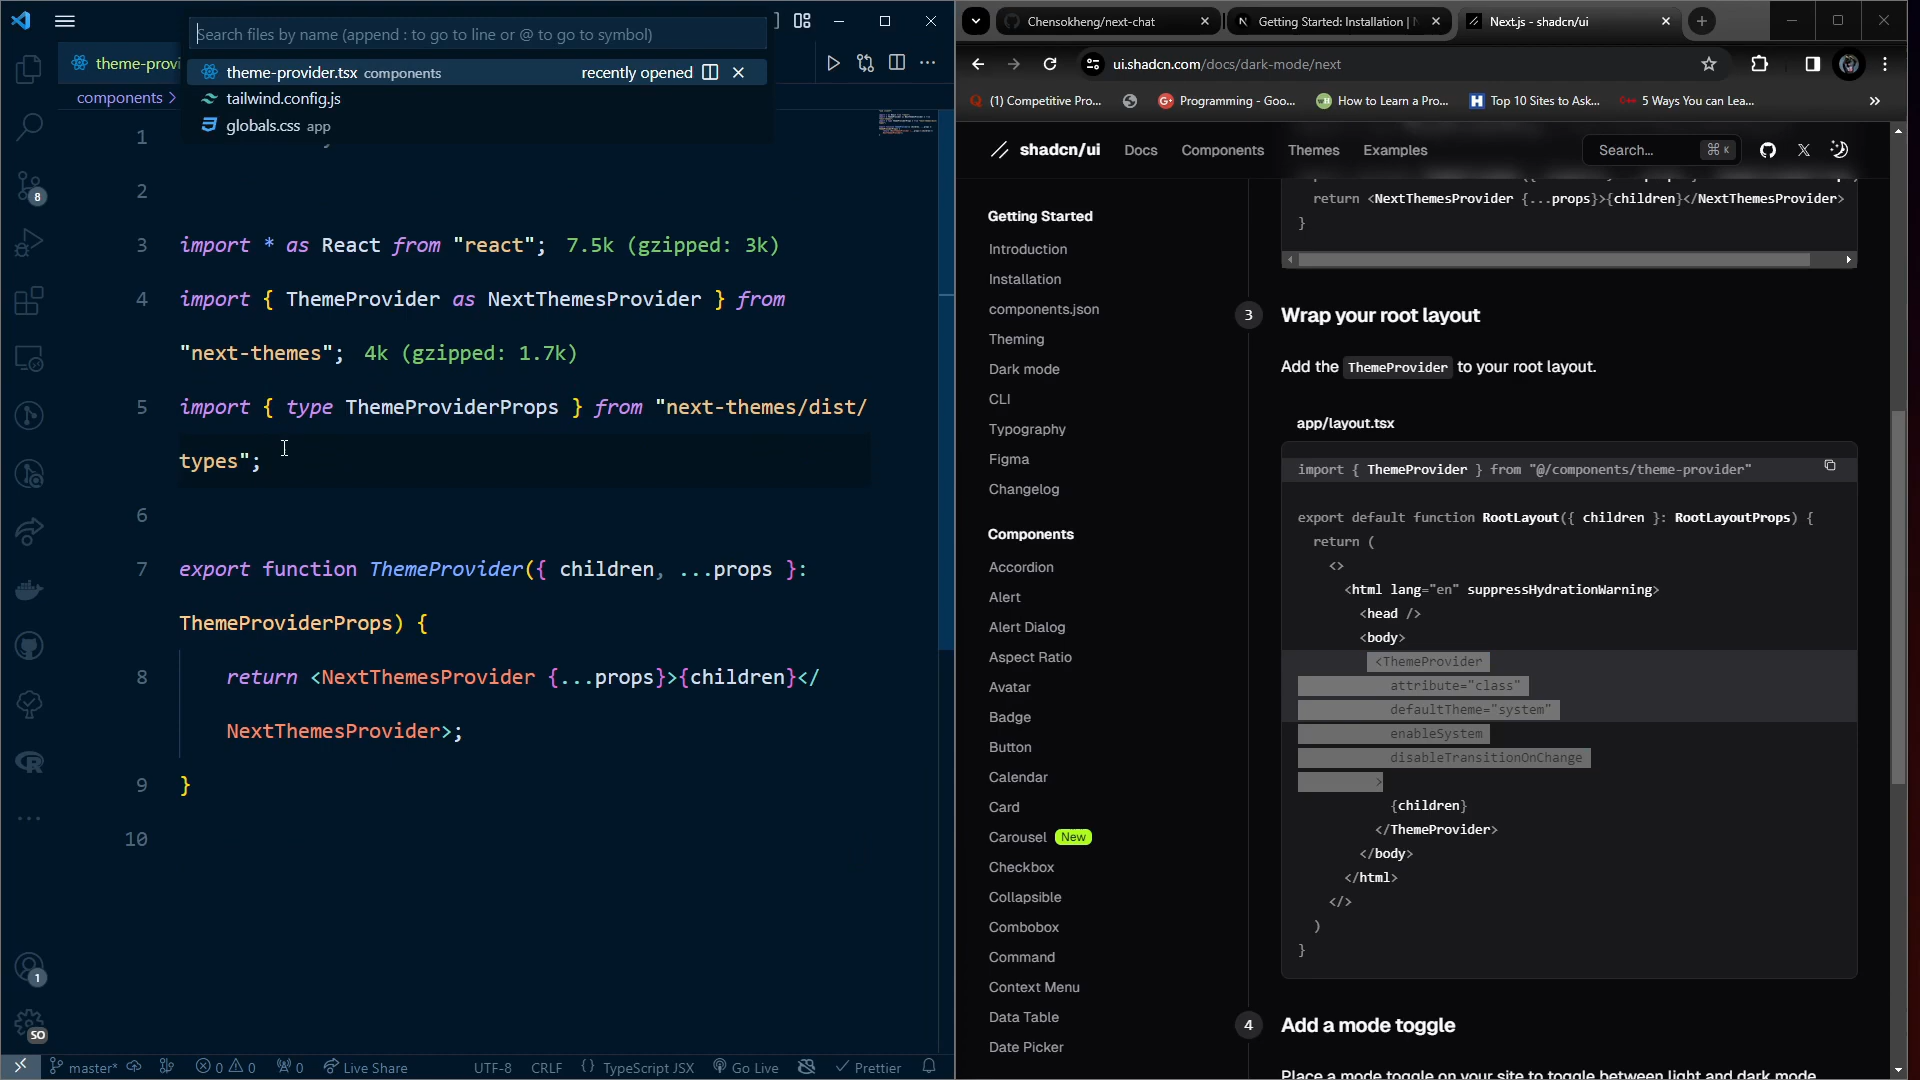 Search files by name (append : to go to line or @ to go to symbol)
theme-provider.tsx components recently opened
tailwind.config.js
globals.css app
theme-provi
components >
1
2
3 import * as React from "react"; 7.5k (gzipped: 3k)
4 import { ThemeProvider as NextThemesProvider } from
"next-themes"; 4k (gzipped: 1.7k)
5 import { type ThemeProviderProps } from "next-themes/dist/
types";
6
7 export function ThemeProvider({ children, ...props }:
ThemeProviderProps) {
8 return <NextThemesProvider {...props}>{children}</
NextThemesProvider>;
9 }
10
8
1
SO
master* 0 0 0 Live Share UTF-8 CRLF {} TypeScript JSX Go Live Prettier
Chensokheng/next-chat
Getting Started: Installation |
Next.js - shadcn/ui
ui.shadcn.com/docs/dark-mode/next
(1) Competitive Pro...
Programming - Goo...
How to Learn a Pro...
Top 10 Sites to Ask...
5 Ways You can Lea...
shadcn/ui Docs Components Themes Examples Search... ⌘ K
Getting Started
Introduction
Installation
components.json
Theming
Dark mode
CLI
Typography
Figma
Changelog
Components
Accordion
Alert
Alert Dialog
Aspect Ratio
Avatar
Badge
Button
Calendar
Card
Carousel New
Checkbox
Collapsible
Combobox
Command
Context Menu
Data Table
Date Picker
return <NextThemesProvider {...props}>{children}</NextThemesProvider>
}
3 Wrap your root layout
Add the ThemeProvider to your root layout.
app/layout.tsx
import { ThemeProvider } from "@/components/theme-provider"
export default function RootLayout({ children }: RootLayoutProps) {
return (
<>
<html lang="en" suppressHydrationWarning>
<head />
<body>
<ThemeProvider
attribute="class"
defaultTheme="system"
enableSystem
disableTransitionOnChange
>
{children}
</ThemeProvider>
</body>
</html>
</>
)
}
4 Add a mode toggle
Place a mode toggle on your site to toggle between light and dark mode.